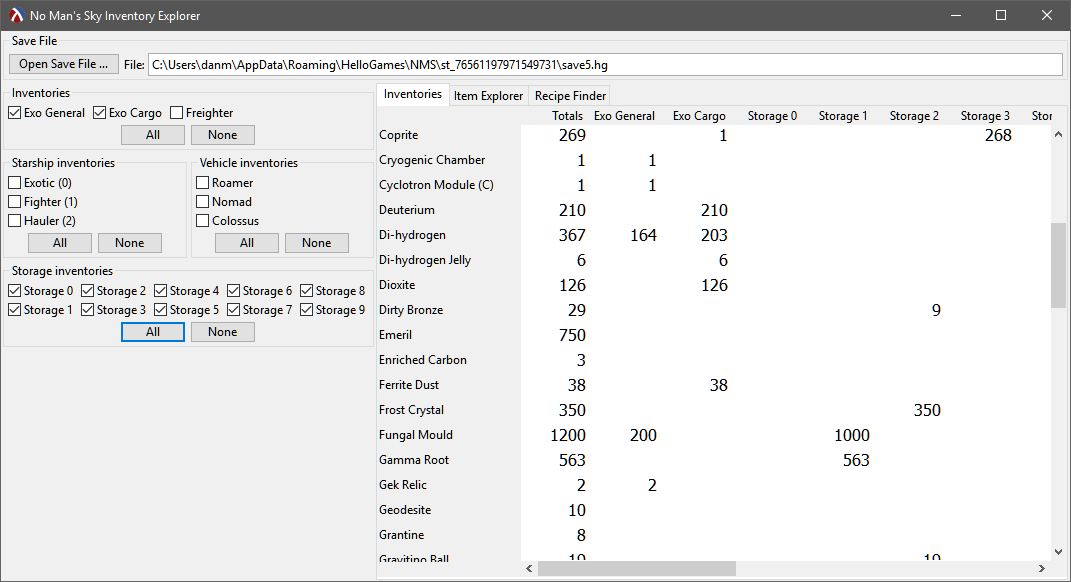 No Man's Sky Inventory Explorer
Save File
Open Save File ... File: C:\Users\danm\AppData\Roaming\HelloGames\NMS\st_76561197971549731\save5.hg
Inventories
Exo General Exo Cargo Freighter
All None
Starship inventories
Exotic (0)
Fighter (1)
Hauler (2)
All None
Vehicle inventories
Roamer
Nomad
Colossus
All None
Storage inventories
Storage 0 Storage 2 Storage 4 Storage 6 Storage 8
Storage 1 Storage 3 Storage 5 Storage 7 Storage 9
All None
Inventories Item Explorer Recipe Finder
Totals Exo General Exo Cargo Storage 0 Storage 1 Storage 2 Storage 3 Stor
Coprite 269 1 268
Cryogenic Chamber 1 1
Cyclotron Module (C) 1 1
Deuterium 210 210
Di-hydrogen 367 164 203
Di-hydrogen Jelly 6 6
Dioxite 126 126
Dirty Bronze 29 9
Emeril 750
Enriched Carbon 3
Ferrite Dust 38 38
Frost Crystal 350 350
Fungal Mould 1200 200 1000
Gamma Root 563 563
Gek Relic 2 2
Geodesite 10
Grantine 8
Gravitino Ball 19 19